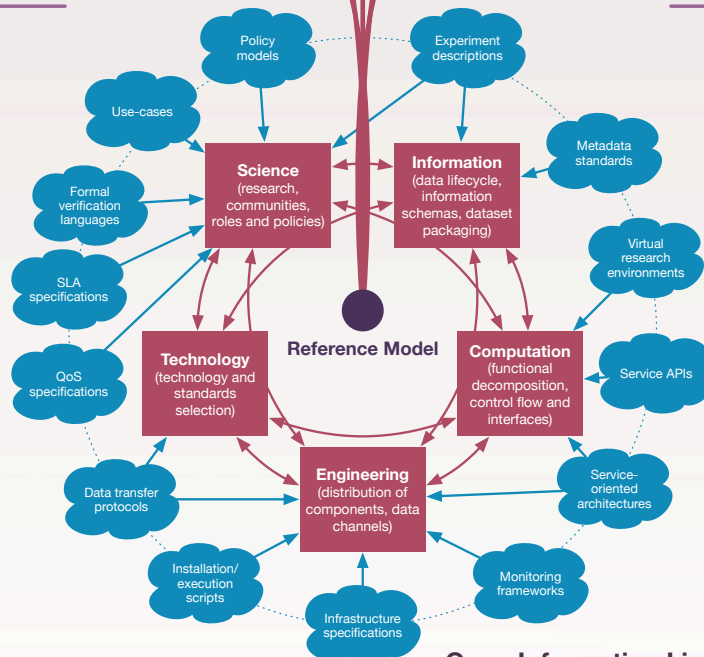 Policy
models
Experiment
descriptions
Use-cases
Metadata
standards
Science
(research,
communities,
roles and policies)
Information
(data lifecycle,
information
schemas, dataset
packaging)
Formal
verification
languages
Virtual
research
environments
SLA
specifications
Reference Model
Technology
(technology and
standards
selection)
Computation
(functional
decomposition,
control flow and
interfaces)
QoS
specifications
Service APIs
Engineering
(distribution of
components, data
channels)
Data transfer
protocols
Service-
oriented
architectures
Installation/
execution
scripts
Monitoring
frameworks
Infrastructure
specifications